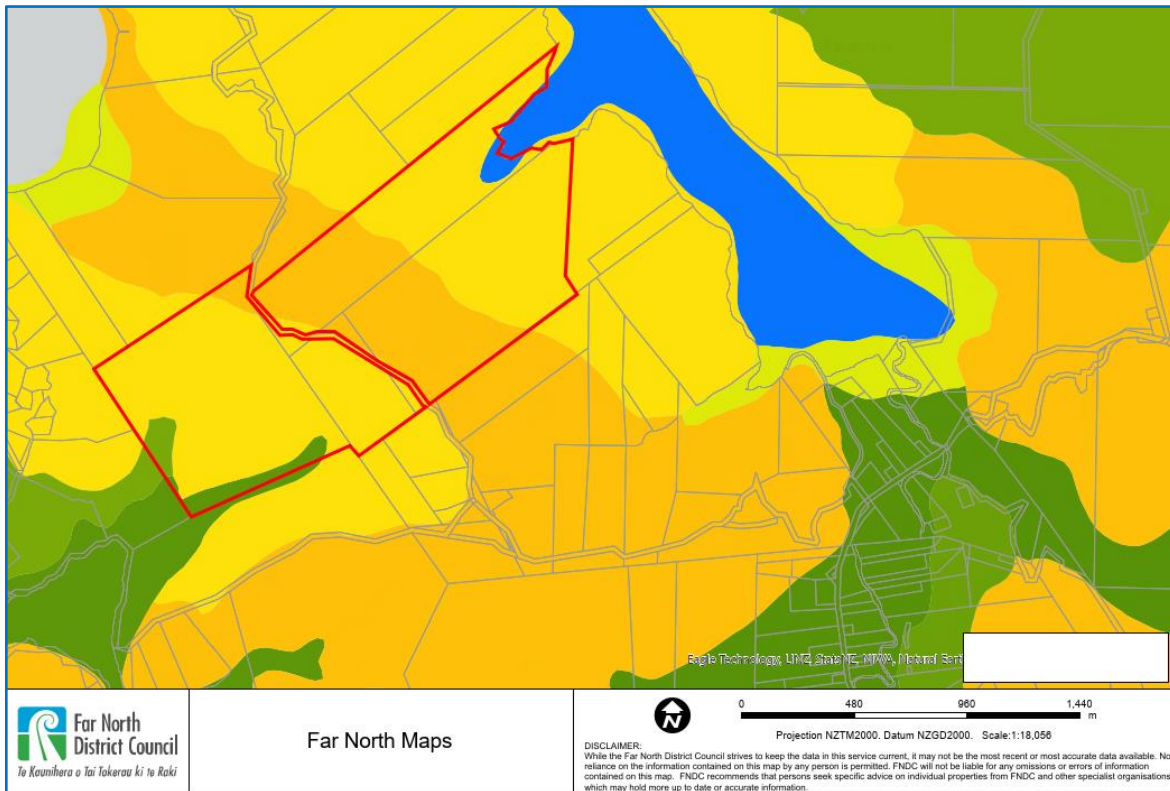 Eagle Technology, LINZ, StatsNZ, NIWA, Natural Earth
Far North
District Council
Te Kaunihera o Tai Tokerau ki te Raki
Far North Maps
N
0 480 960 1,440
m
Projection NZTM2000. Datum NZGD2000. Scale:1:18,056
DISCLAIMER:
While the Far North District Council strives to keep the data in this service current, it may not be the most recent or most accurate data available. No
reliance on the information contained on this map by any person is permitted. FNDC will not be liable for any omissions or errors of information
contained on this map. FNDC recommends that persons seek specific advice on individual properties from FNDC and other specialist organisations
which may hold more up to date or accurate information.